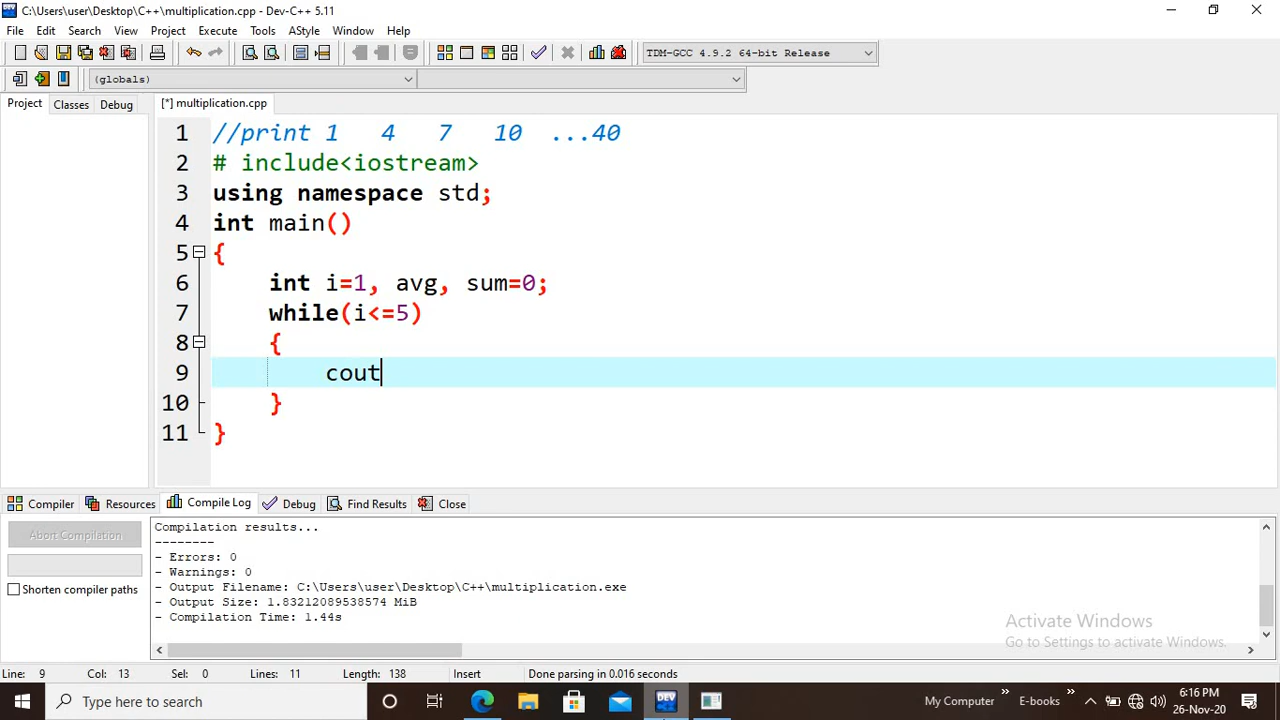 C:\Users\user\Desktop\C++\multiplication.cpp - Dev-C++ 5.11
File Edit Search View Project Execute Tools AStyle Window Help
TDM-GCC 4.9.2 64-bit Release
(globals)
Project Classes Debug
[*] multiplication.cpp
1 //print 1 4 7 10 ...40
2 # include<iostream>
3 using namespace std;
4 int main()
5 {
6 int i=1, avg, sum=0;
7 while(i<=5)
8 {
9 cout
10 }
11 }
Compiler Resources Compile Log Debug Find Results Close
Abort Compilation
Shorten compiler paths
Compilation results...
--------
- Errors: 0
- Warnings: 0
- Output Filename: C:\Users\user\Desktop\C++\multiplication.exe
- Output Size: 1.83212089538574 MiB
- Compilation Time: 1.44s
Activate Windows
Go to Settings to activate Windows.
Line: 9 Col: 13 Sel: 0 Lines: 11 Length: 138 Insert Done parsing in 0.016 seconds
Type here to search
DEV
My Computer » E-books »
6:16 PM
26-Nov-20